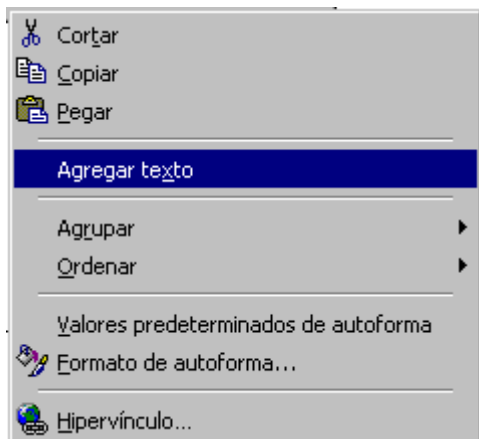 Cortar
Copiar
Pegar
Agregar texto
Agrupar
Ordenar
Valores predeterminados de autoforma
Formato de autoforma...
Hipervínculo...